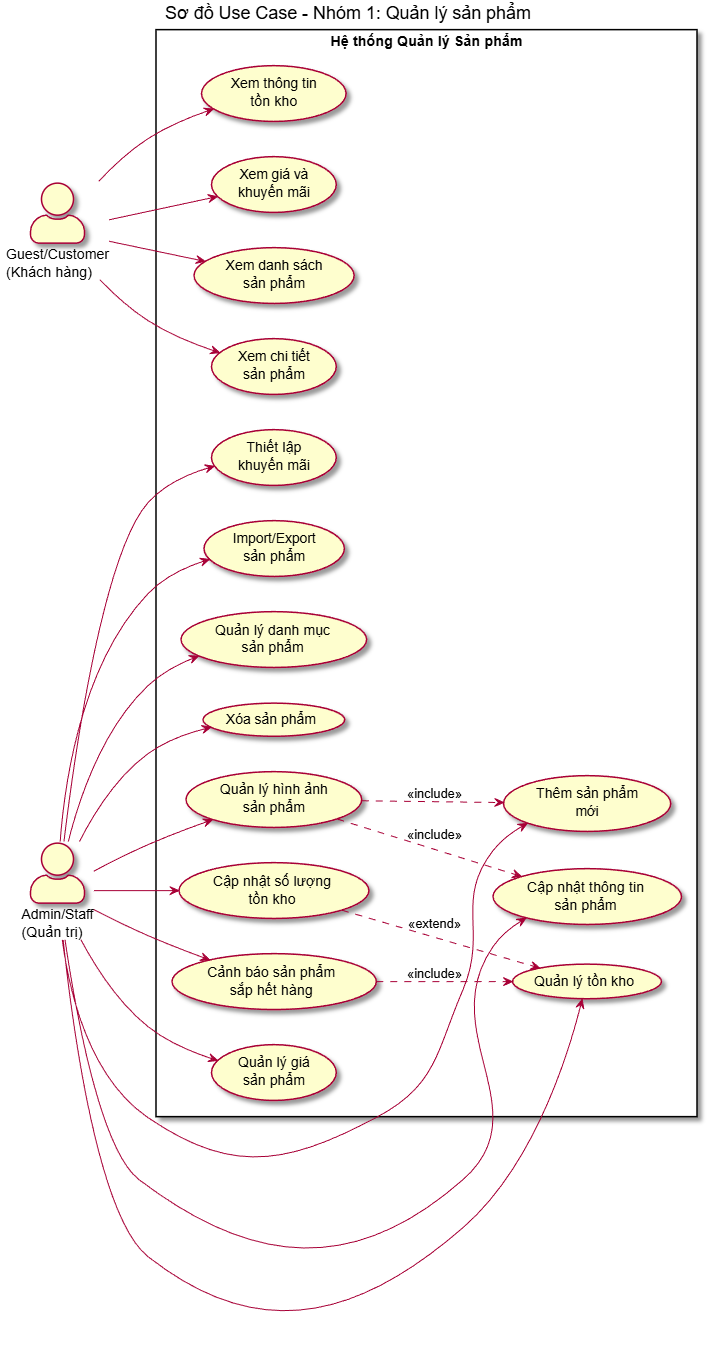 Sơ đồ Use Case - Nhóm 1: Quản lý sản phẩm
Hệ thống Quản lý Sản phẩm
Xem thông tin
tồn kho
Xem giá và
khuyến mãi
Guest/Customer
(Khách hàng)
Xem danh sách
sản phẩm
Xem chi tiết
sản phẩm
Thiết lập
khuyến mãi
Import/Export
sản phẩm
Quản lý danh mục
sản phẩm
Xóa sản phẩm
Quản lý hình ảnh
sản phẩm
«include»
Thêm sản phẩm
mới
«include»
Cập nhật số lượng
tồn kho
Cập nhật thông tin
sản phẩm
Admin/Staff
(Quản trị)
«extend»
Cảnh báo sản phẩm
sắp hết hàng
«include»
Quản lý tồn kho
Quản lý giá
sản phẩm